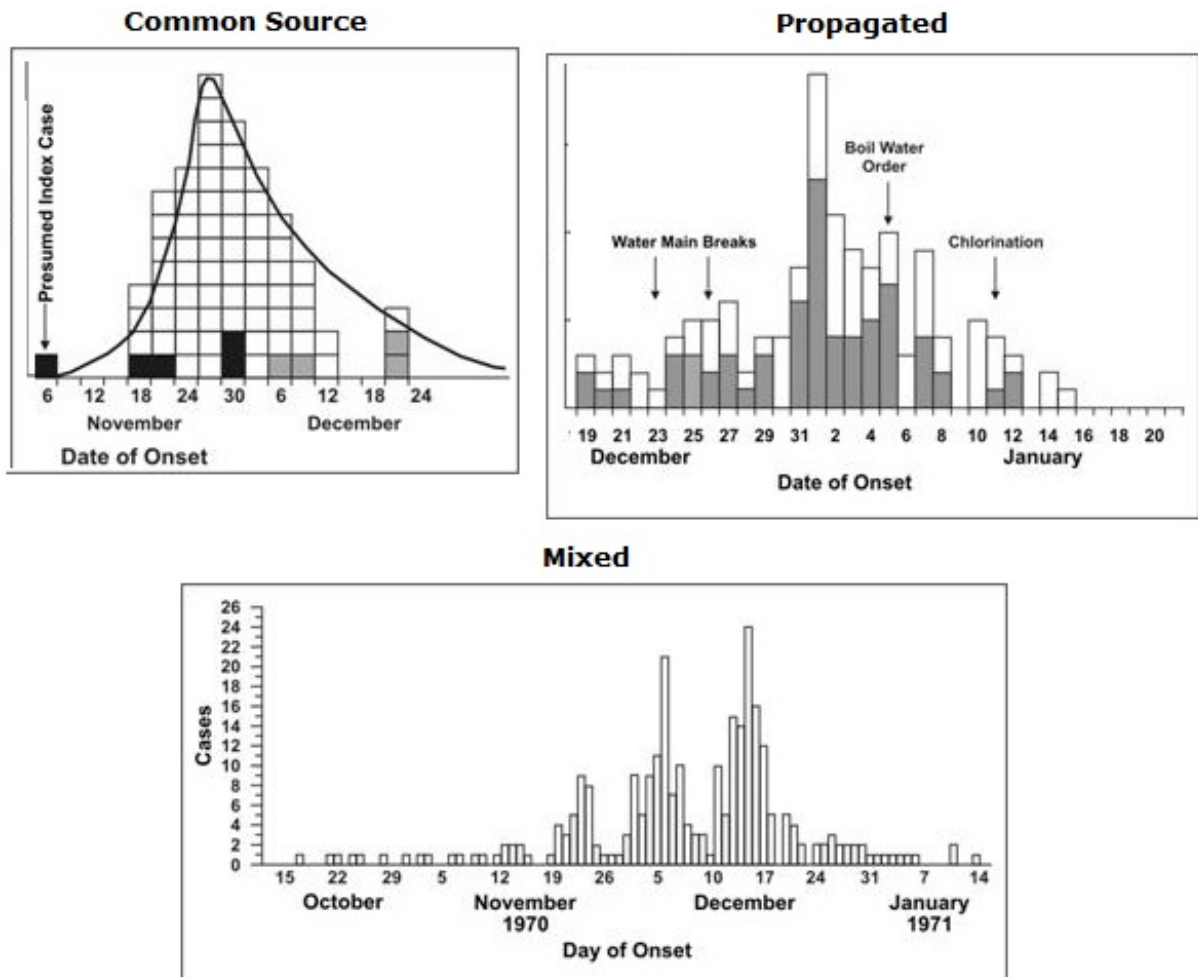 Common Source
Presumed Index Case
6 12 18 24 30 6 12 18 24
November December
Date of Onset
Propagated
Boil Water
Order
Water Main Breaks
Chlorination
19 21 23 25 27 29 31 2 4 6 8 10 12 14 16 18 20
December January
Date of Onset
Mixed
26
24
22
20
18
16
14
12
10
8
6
4
2
0
Cases
15 22 29 5 12 19 26 5 10 17 24 31 7 14
October November December January
1970 1971
Day of Onset